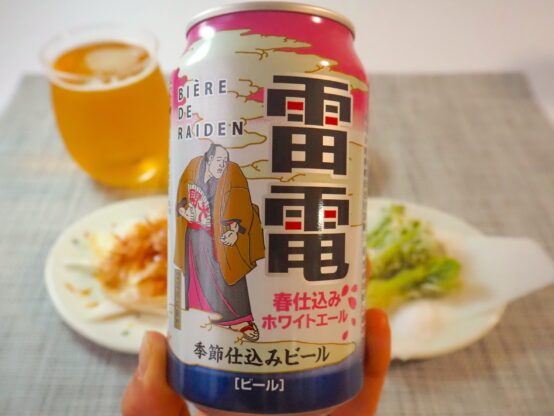 BIÈRE
DE
RAIDEN
雷電
春仕込み
ホワイトエール
季節仕込みビール
[ビール]